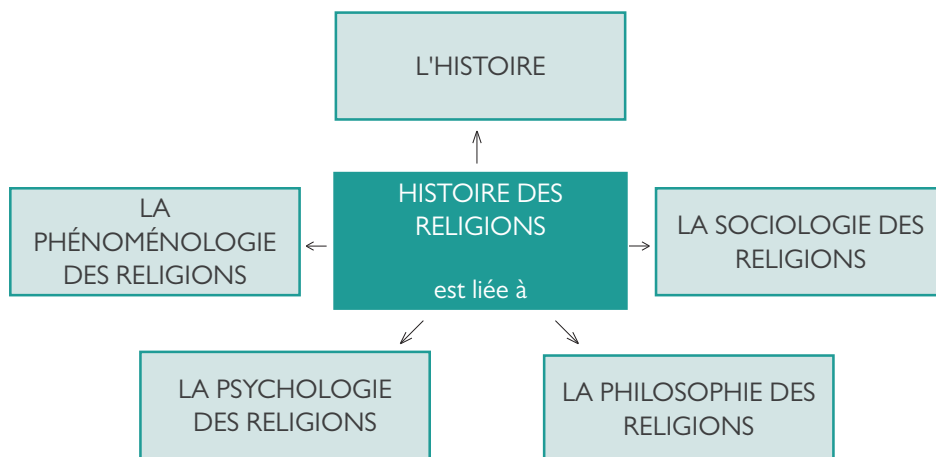 L'HISTOIRE
HISTOIRE DES
RELIGIONS
est liée à
LA
PHÉNOMÉNOLOGIE
DES RELIGIONS
LA SOCIOLOGIE DES
RELIGIONS
LA PSYCHOLOGIE
DES RELIGIONS
LA PHILOSOPHIE DES
RELIGIONS